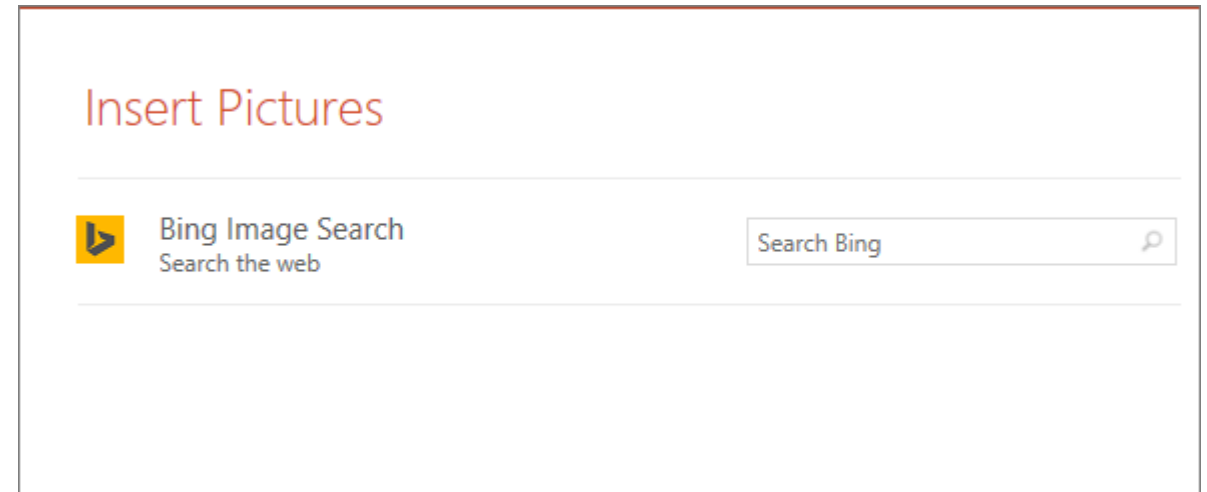 Insert Pictures
Bing Image Search
Search the web
Search Bing